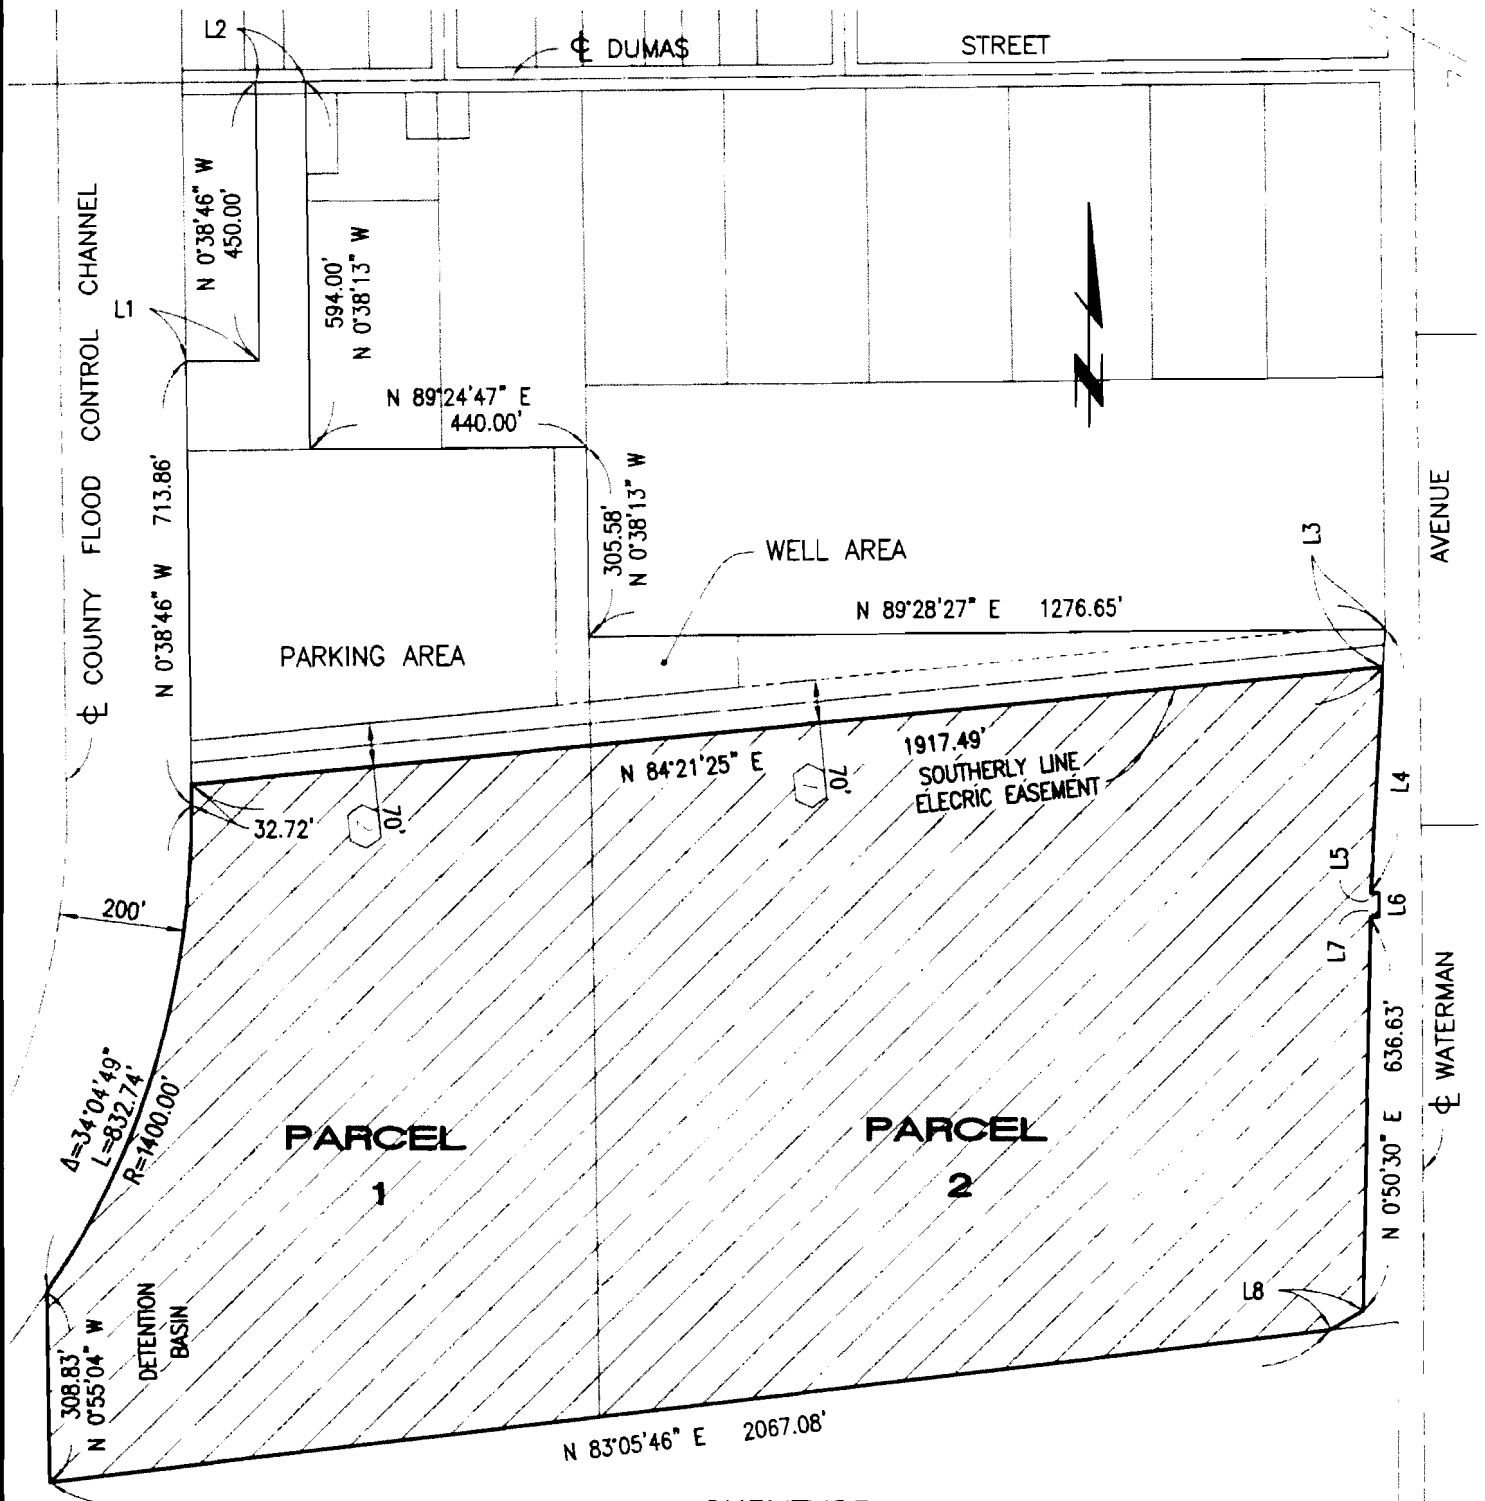 L2
℄ DUMAS STREET
N 0°38'46" W
450.00'
COUNTY FLOOD CONTROL CHANNEL
℄
L1
594.00'
N 0°38'13" W
N 89°24'47" E
440.00'
N
AVENUE
L3
N 0°38'46" W 713.86'
305.58'
N 0°38'13" W
WELL AREA
N 89°28'27" E 1276.65'
PARKING AREA
N 84°21'25" E
1917.49'
SOUTHERLY LINE
ELECRIC EASEMENT
70'
1
70'
2
32.72'
L4
L5
L6
L7
200'
℄ WATERMAN
N 0°50'30" E 636.63'
Δ=34°04'49"
L=832.74'
R=1400.00'
PARCEL
1
PARCEL
2
L8
DETENTION
BASIN
308.83'
N 0°55'04" W
N 83°05'46" E 2067.08'